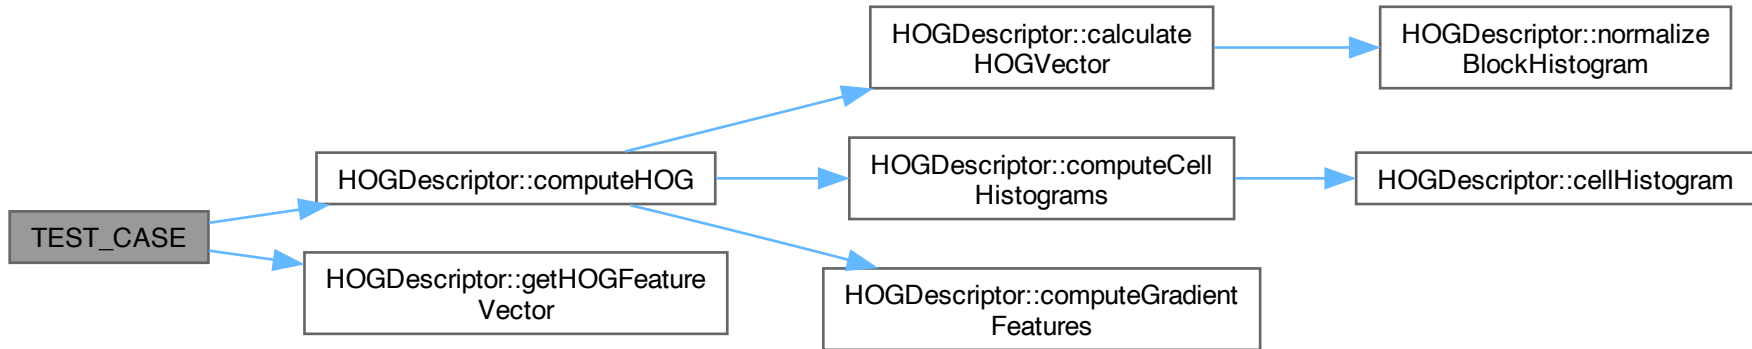 TEST_CASE
HOGDescriptor::computeHOG
HOGDescriptor::getHOGFeature
Vector
HOGDescriptor::calculate
HOGVector
HOGDescriptor::computeCell
Histograms
HOGDescriptor::computeGradient
Features
HOGDescriptor::normalize
BlockHistogram
HOGDescriptor::cellHistogram